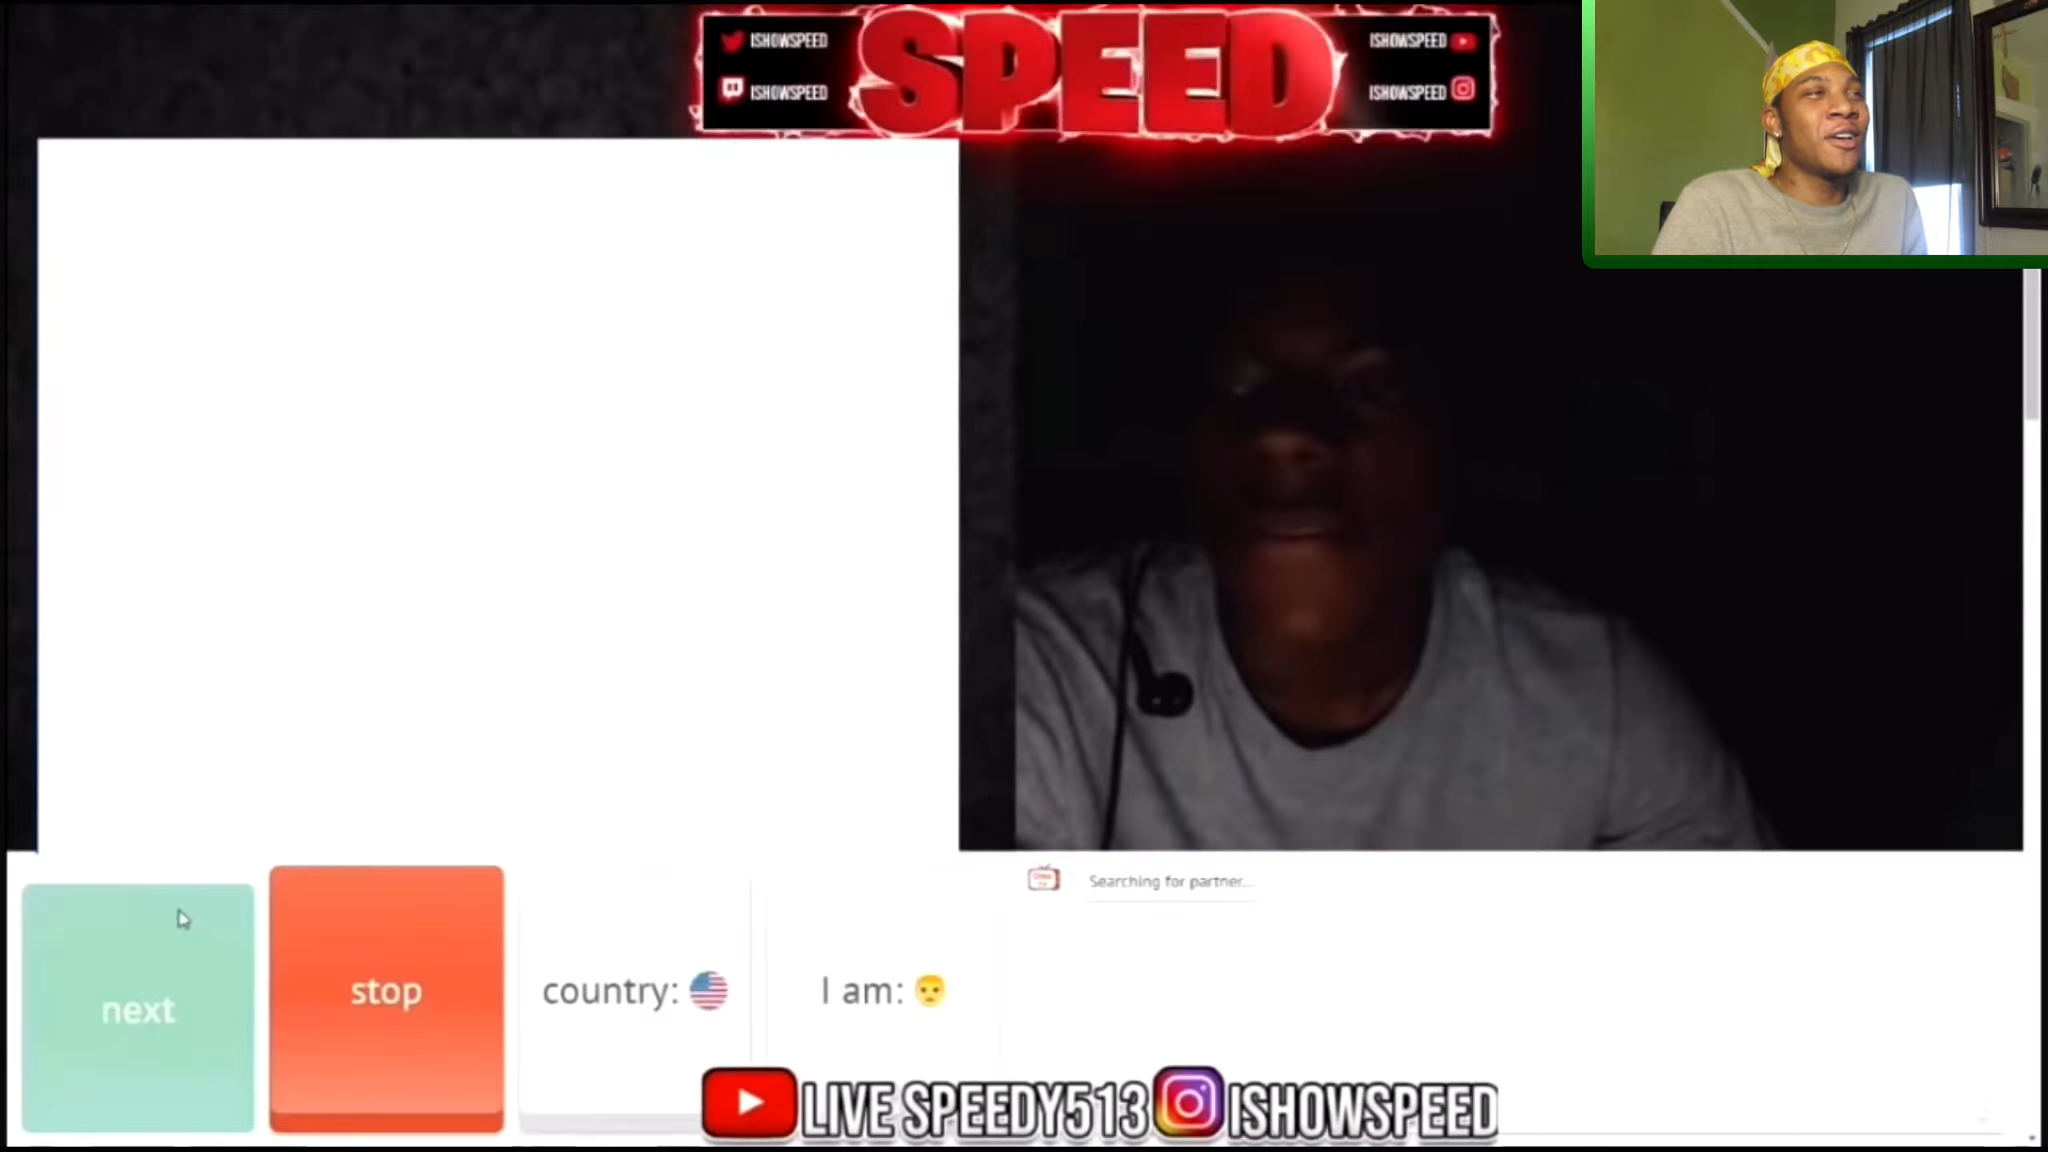 ISHOWSPEED
ISHOWSPEED
SPEED
ISHOWSPEED
ISHOWSPEED
Searching for partner...
next
stop
country:
I am:
LIVE SPEEDY513 ISHOWSPEED